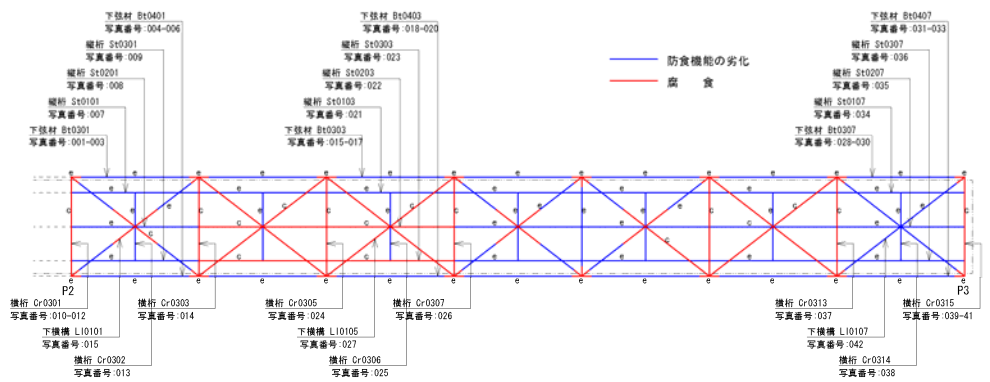 下弦材 Bt0401
写真番号:004-006
縦桁 St0301
写真番号:009
縦桁 St0201
写真番号:008
縦桁 St0101
写真番号:007
下弦材 Bt0301
写真番号:001-003
下弦材 Bt0403
写真番号:018-020
縦桁 St0303
写真番号:023
縦桁 St0203
写真番号:022
縦桁 St0103
写真番号:021
下弦材 Bt0303
写真番号:015-017
防食機能の劣化
腐 食
下弦材 Bt0407
写真番号:031-033
縦桁 St0307
写真番号:036
縦桁 St0207
写真番号:035
縦桁 St0107
写真番号:034
下弦材 Bt0307
写真番号:028-030
P2
P3
横桁 Cr0301
写真番号:010-012
横桁 Cr0303
写真番号:014
下横構 Ll0101
写真番号:015
横桁 Cr0302
写真番号:013
横桁 Cr0305
写真番号:024
横桁 Cr0307
写真番号:026
下横構 Ll0105
写真番号:027
横桁 Cr0306
写真番号:025
横桁 Cr0313
写真番号:037
横桁 Cr0315
写真番号:039-41
下横構 Ll0107
写真番号:042
横桁 Cr0314
写真番号:038